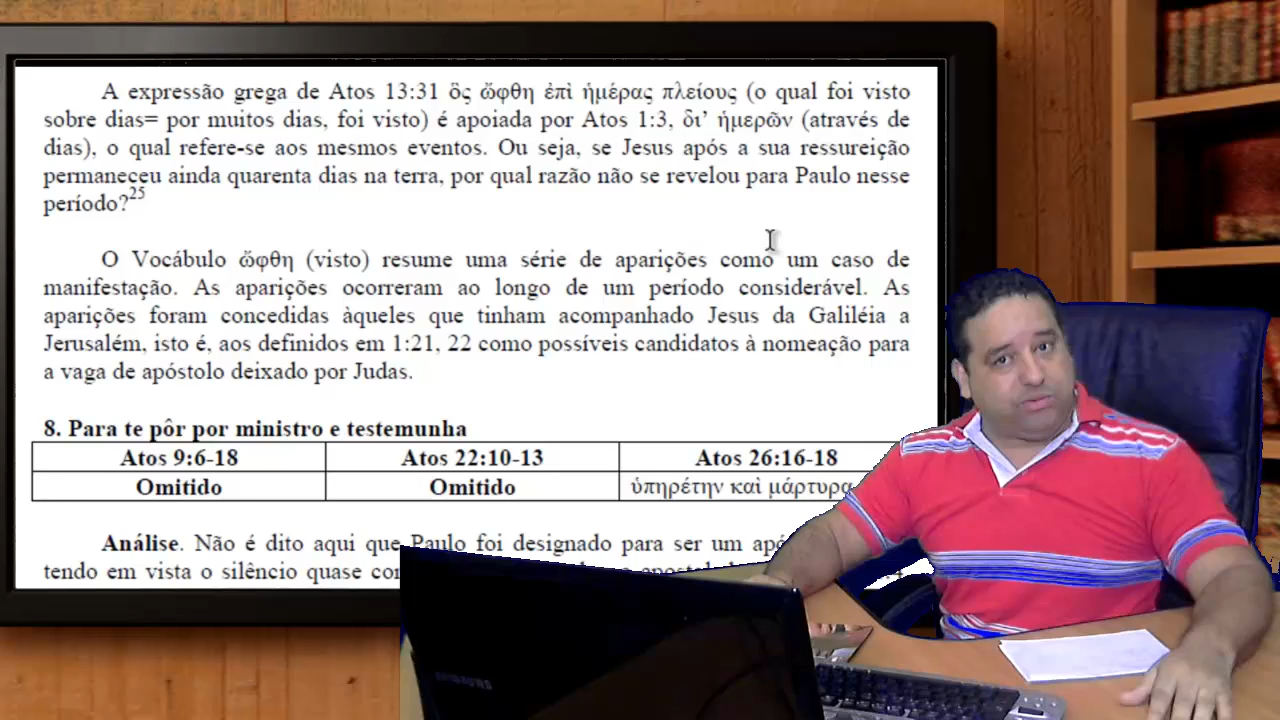 A expressão grega de Atos 13:31 ὃς ὤφθη ἐπὶ ἡμέρας πλείους (o qual foi visto
sobre dias= por muitos dias, foi visto) é apoiada por Atos 1:3, δι’ ἡμερῶν (através de
dias), o qual refere-se aos mesmos eventos. Ou seja, se Jesus após a sua ressureição
permaneceu ainda quarenta dias na terra, por qual razão não se revelou para Paulo nesse
período?25
O Vocábulo ὤφθη (visto) resume uma série de aparições como um caso de
manifestação. As aparições ocorreram ao longo de um período considerável. As
aparições foram concedidas àqueles que tinham acompanhado Jesus da Galiléia a
Jerusalém, isto é, aos definidos em 1:21, 22 como possíveis candidatos à nomeação para
a vaga de apóstolo deixado por Judas.
8. Para te pôr por ministro e testemunha
Atos 9:6-18 Atos 22:10-13 Atos 26:16-18
Omitido Omitido ὑπηρέτην καὶ μάρτυρα
Análise. Não é dito aqui que Paulo foi designado para ser um
tendo em vista o silêncio quase
SAMSUNG